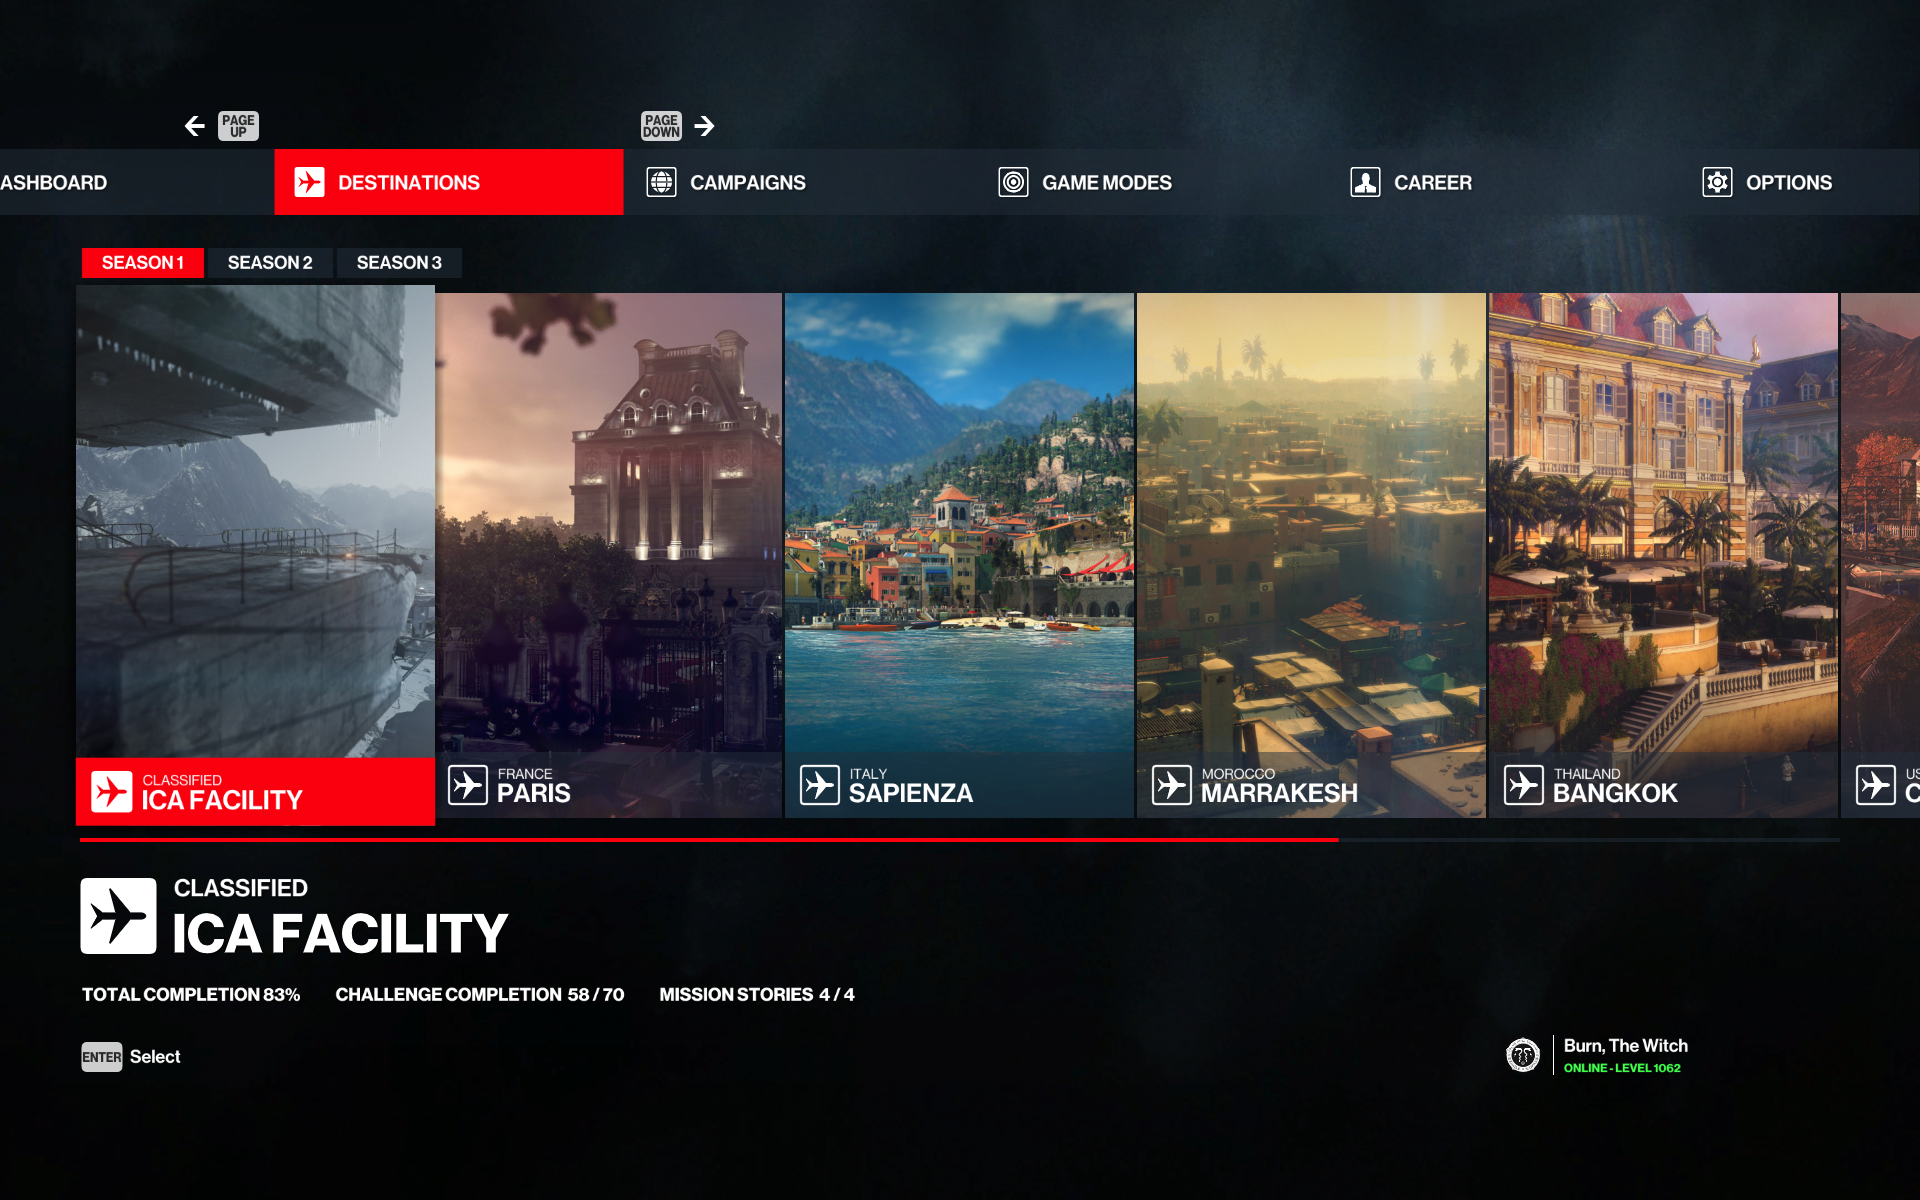 PAGE UP
PAGE DOWN
ASHBOARD
DESTINATIONS
CAMPAIGNS
GAME MODES
CAREER
OPTIONS
SEASON 1
SEASON 2
SEASON 3
CLASSIFIED
ICA FACILITY
FRANCE
PARIS
ITALY
SAPIENZA
MOROCCO
MARRAKESH
THAILAND
BANGKOK
US
C
CLASSIFIED
ICA FACILITY
TOTAL COMPLETION 83%
CHALLENGE COMPLETION 58 / 70
MISSION STORIES 4 / 4
ENTER Select
Burn, The Witch
ONLINE - LEVEL 1062